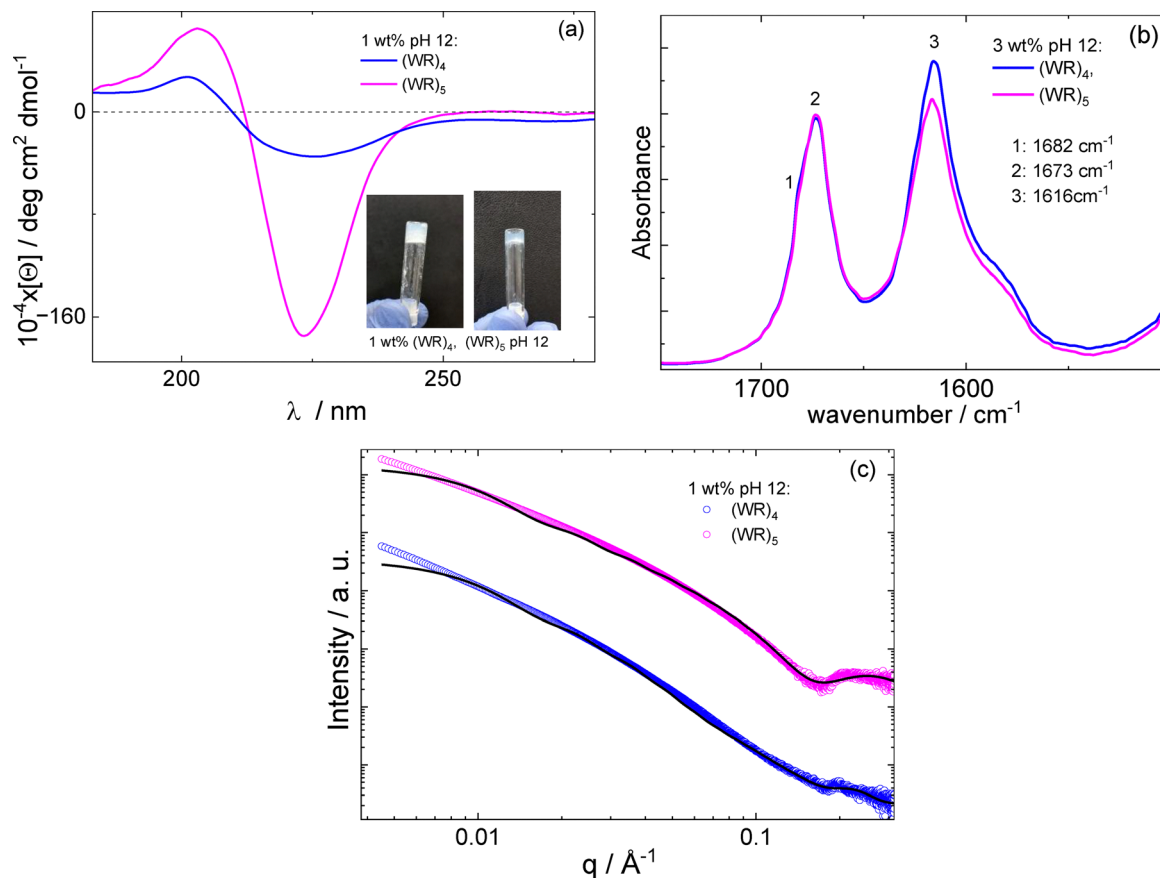 (a)
1 wt% pH 12:
(WR)₄
(WR)₅
10⁻⁴x[Θ] / deg cm² dmol⁻¹
0
−160
1 wt% (WR)₄, (WR)₅ pH 12
200
250
λ / nm
(b)
3 wt% pH 12:
(WR)₄,
(WR)₅
1
2
3
1: 1682 cm⁻¹
2: 1673 cm⁻¹
3: 1616cm⁻¹
Absorbance
1700
1600
wavenumber / cm⁻¹
(c)
1 wt% pH 12:
(WR)₄
(WR)₅
Intensity / a. u.
0.01
0.1
q / Å⁻¹